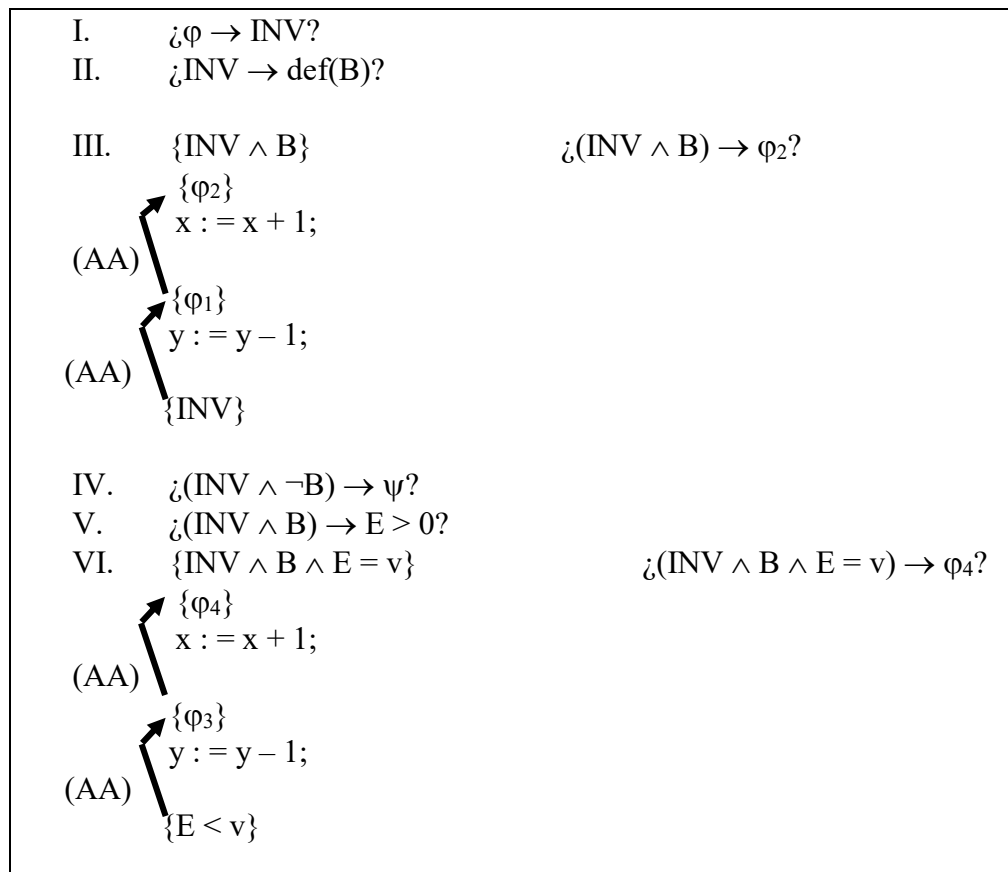 I. ¿φ → INV?
II. ¿INV → def(B)?
III. {INV ∧ B} ¿(INV ∧ B) → φ₂?
{φ₂}
x : = x + 1;
(AA)
{φ₁}
y : = y – 1;
(AA)
{INV}
IV. ¿(INV ∧ ¬B) → ψ?
V. ¿(INV ∧ B) → E > 0?
VI. {INV ∧ B ∧ E = v} ¿(INV ∧ B ∧ E = v) → φ₄?
{φ₄}
x : = x + 1;
(AA)
{φ₃}
y : = y – 1;
(AA)
{E < v}